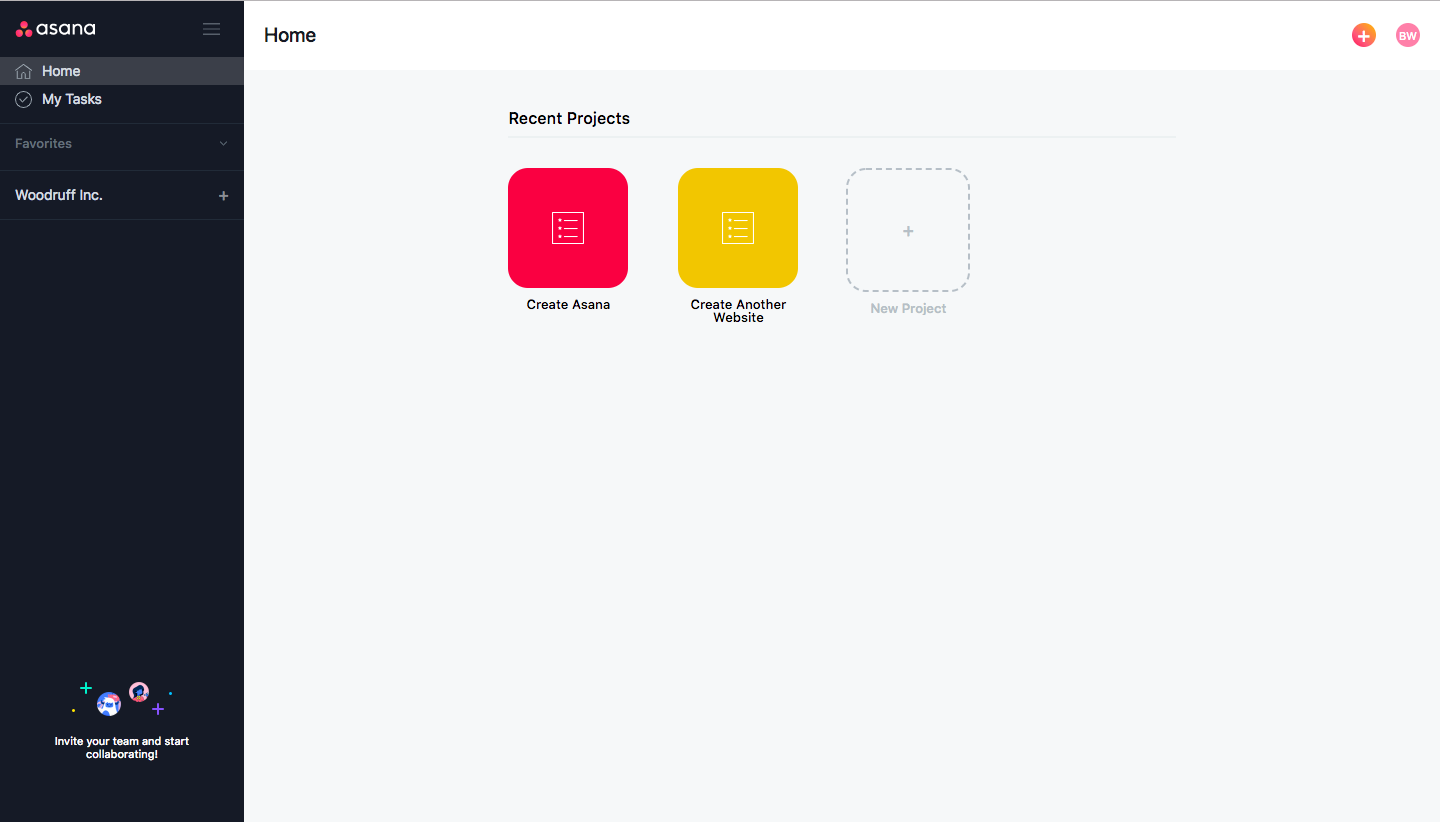 asana
Home
My Tasks
Favorites
Woodruff Inc.
+
Invite your team and start
collaborating!
Home
+
BW
Recent Projects
Create Asana
Create Another
Website
+
New Project